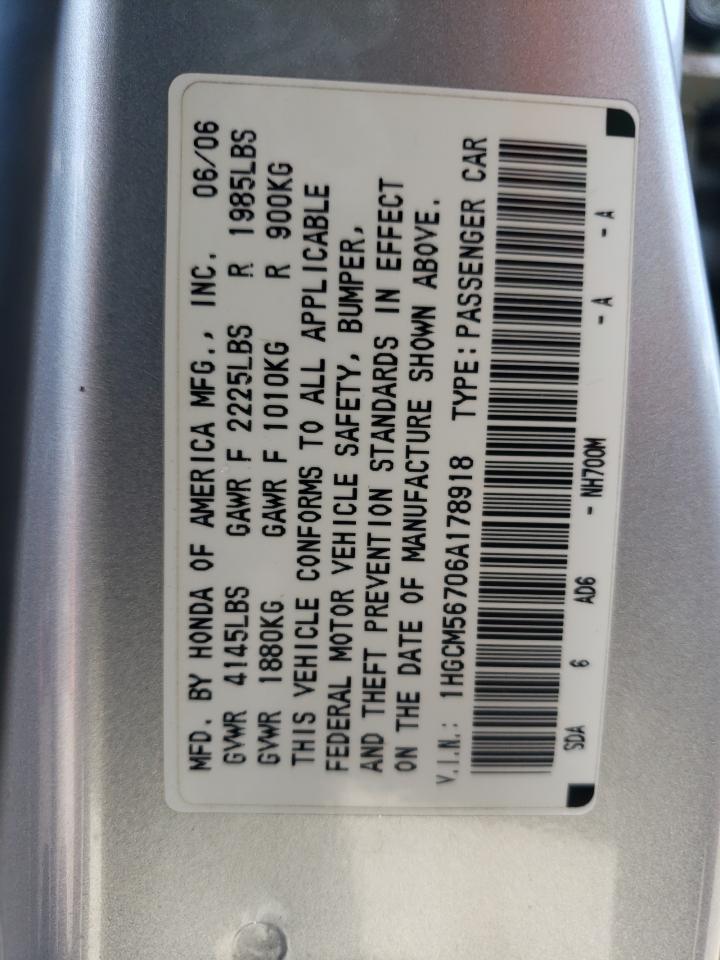 MFD. BY HONDA OF AMERICA MFG., INC. 06/06
GVWR 4145LBS GAWR F 2225LBS R 1985LBS
GVWR 1880KG GAWR F 1010KG R 900KG
THIS VEHICLE CONFORMS TO ALL APPLICABLE
FEDERAL MOTOR VEHICLE SAFETY, BUMPER,
AND THEFT PREVENTION STANDARDS IN EFFECT
ON THE DATE OF MANUFACTURE SHOWN ABOVE.
V.I.N.: 1HGCM56706A178918 TYPE: PASSENGER CAR
SDA 6 AD6 - NH700M - A - A